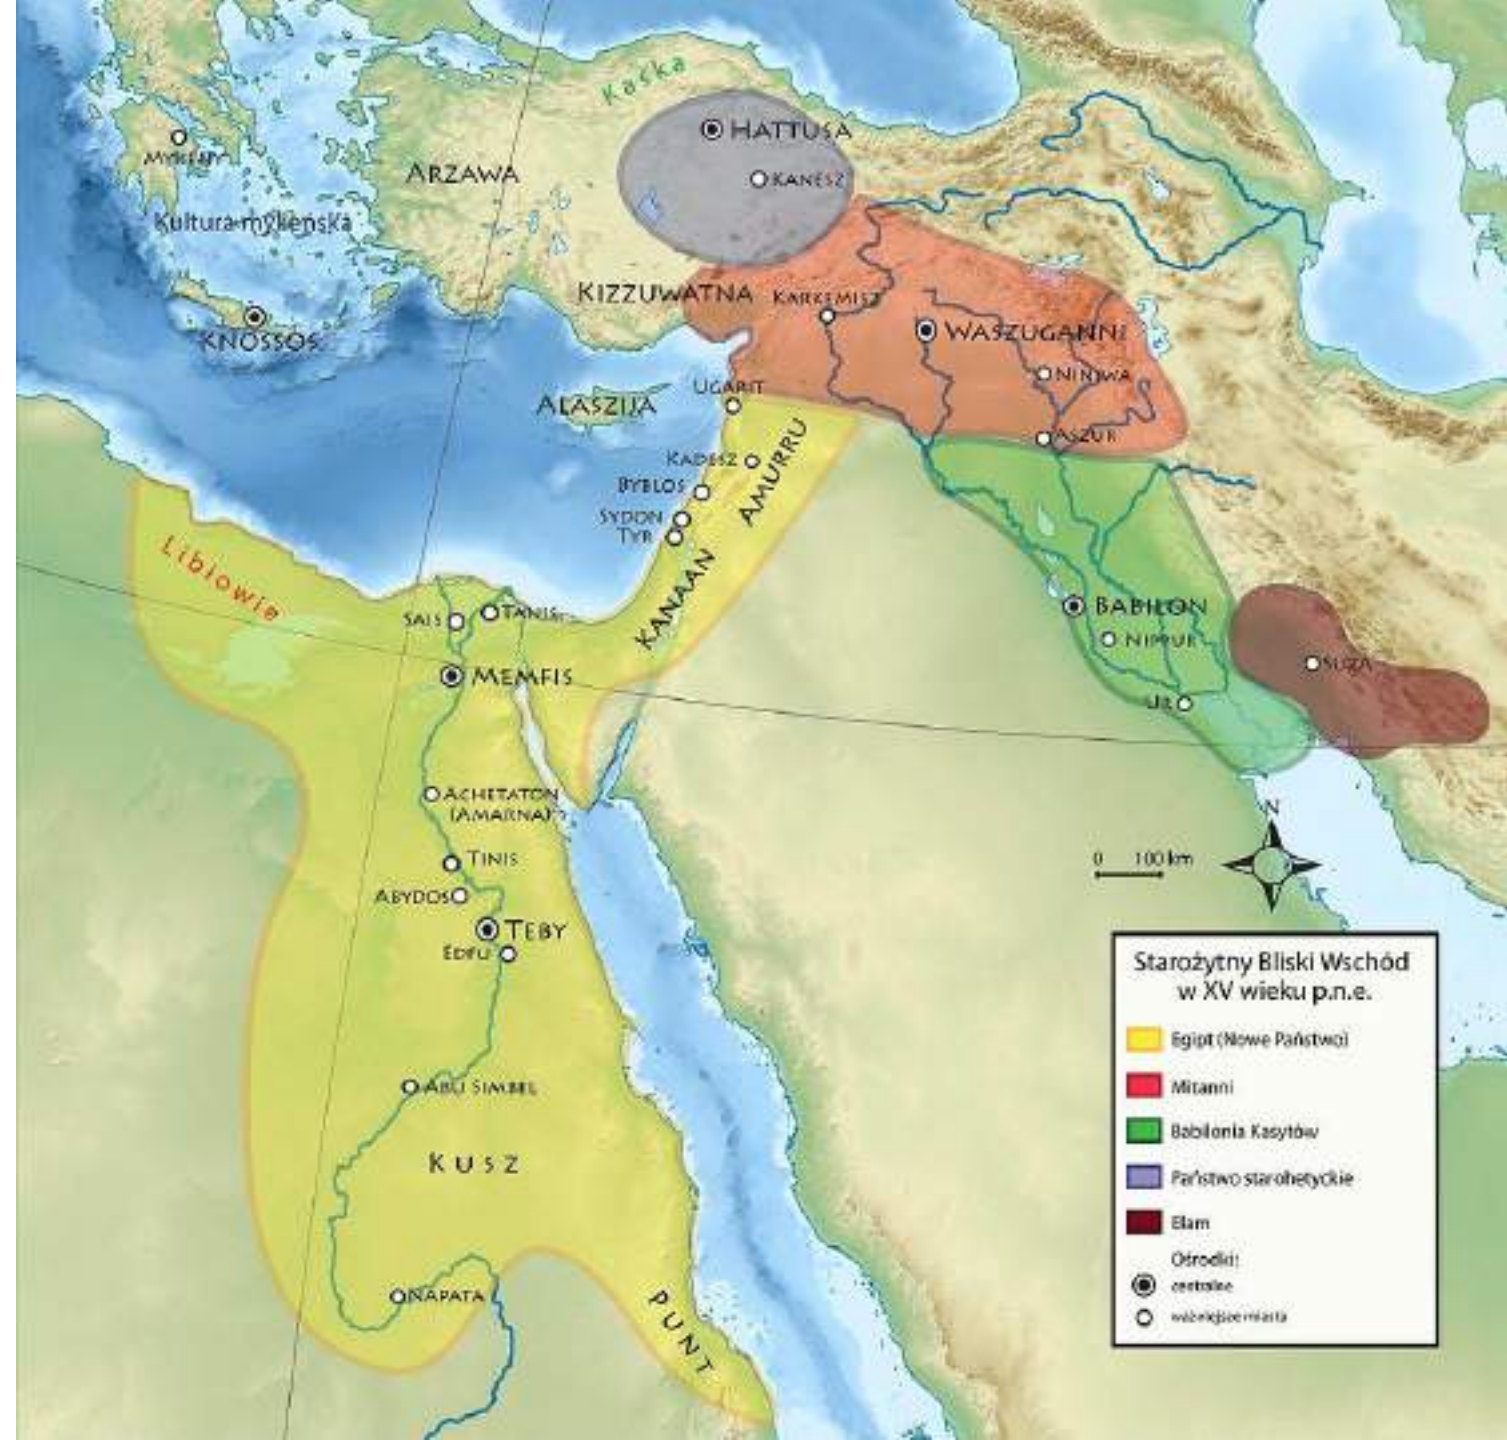 Kaska
HATTUSA
KANESZ
ARZAWA
MYKENY
Kultura mykeńska
KIZZUWATNA
KARKEMISZ
WASZUGANNI
KNOSSOS
NINIWA
UGARIT
ALASZIJA
ASZUR
KADESZ
AMURRU
BYBLOS
SYDON
TYR
KANAAN
Libiowie
SAIS
TANIS
BABILON
NIPPUR
MEMFIS
SUZA
UR
ACHETATON
(AMARNA)
TINIS
ABYDOS
TEBY
EDFU
N
0 100 km
ABU SIMBEL
KUSZ
NAPATA
PUNT
Starożytny Bliski Wschód
w XV wieku p.n.e.
Egipt (Nowe Państwo)
Mitanni
Babilonia Kasytów
Państwo starohetyckie
Elam
Ośrodki:
centralne
ważniejsze miasta